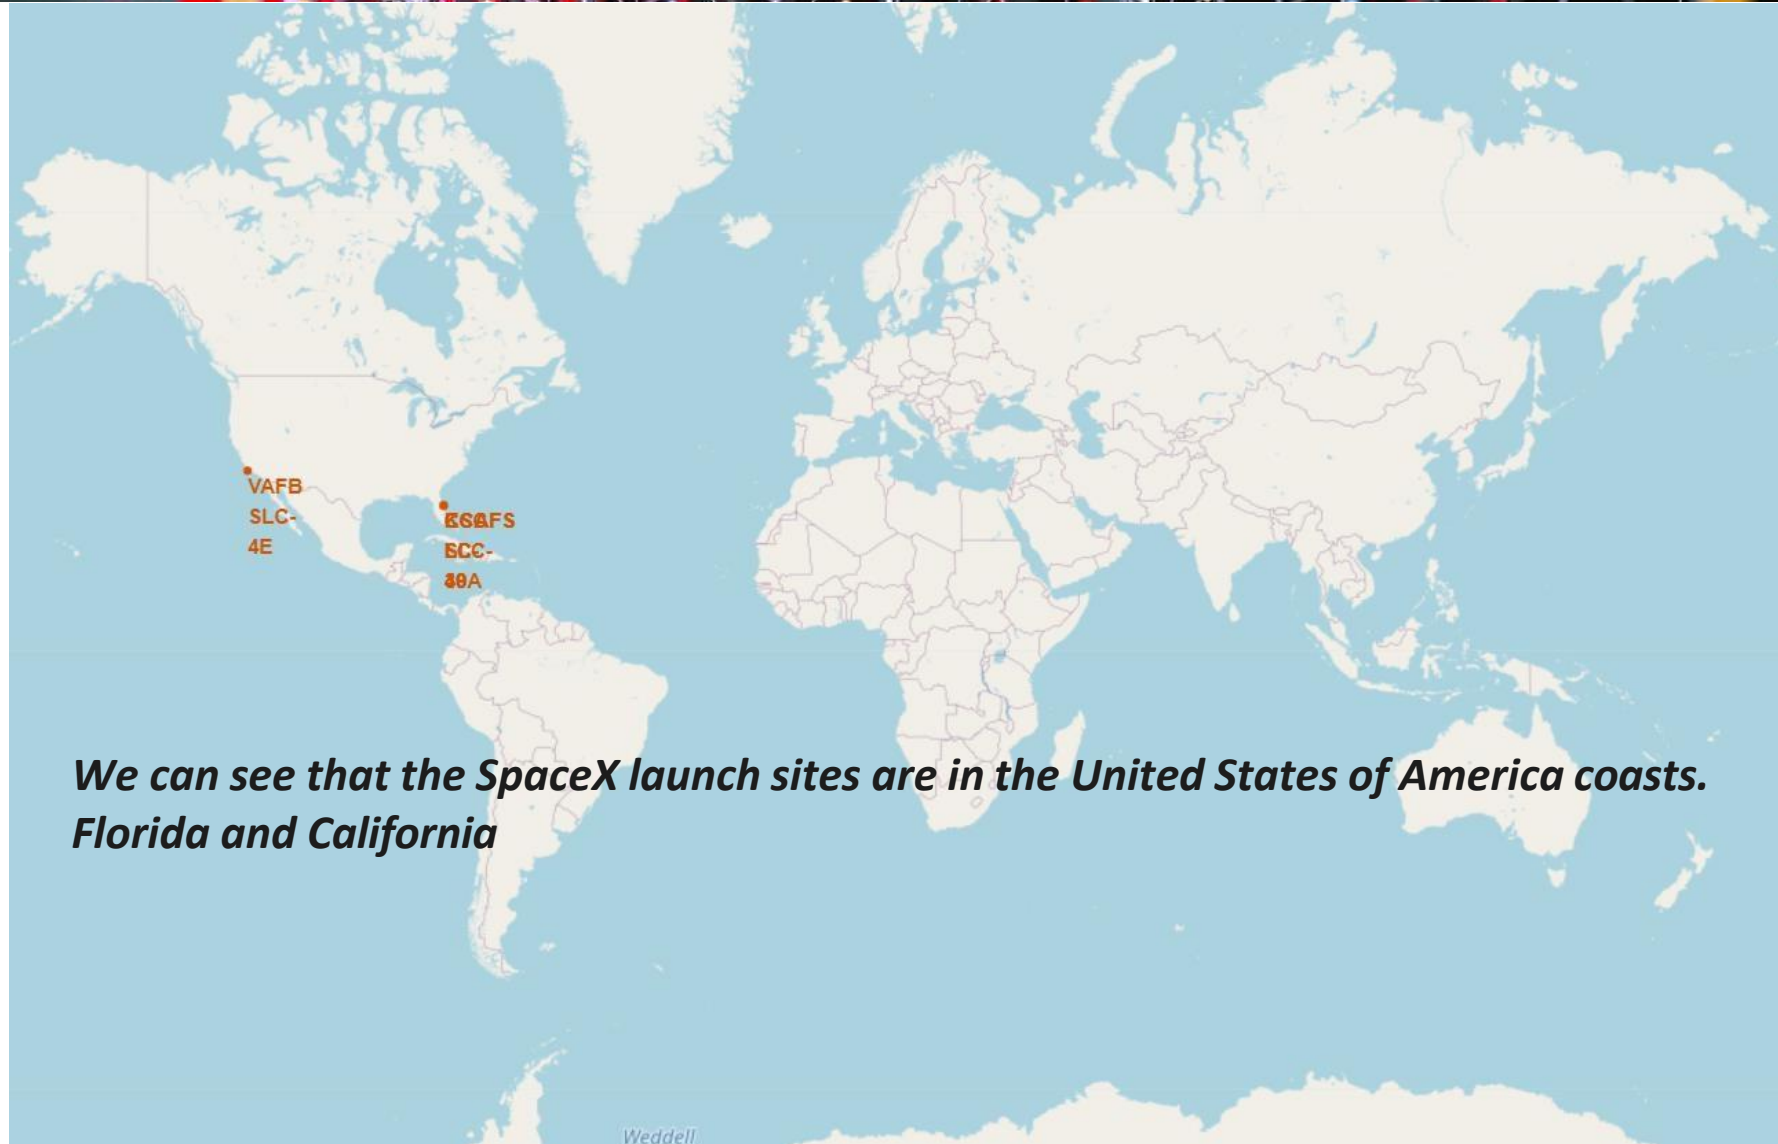 VAFB
SLC-
4E
We can see that the SpaceX launch sites are in the United States of America coasts.
Florida and California
Weddell